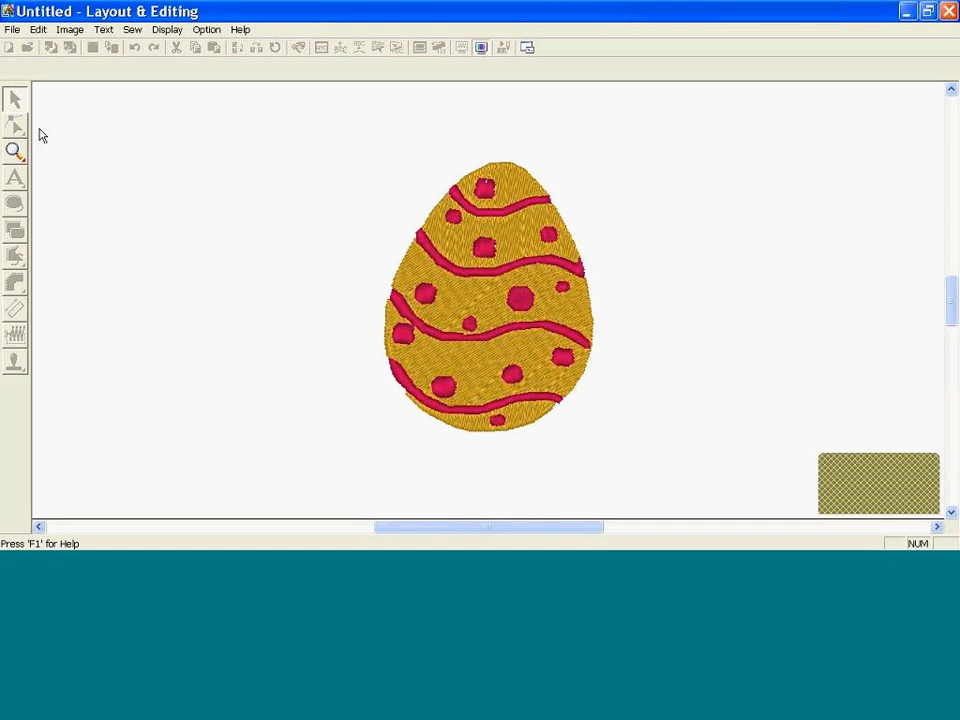 Untitled - Layout & Editing
File Edit Image Text Sew Display Option Help
Press 'F1' for Help
NUM